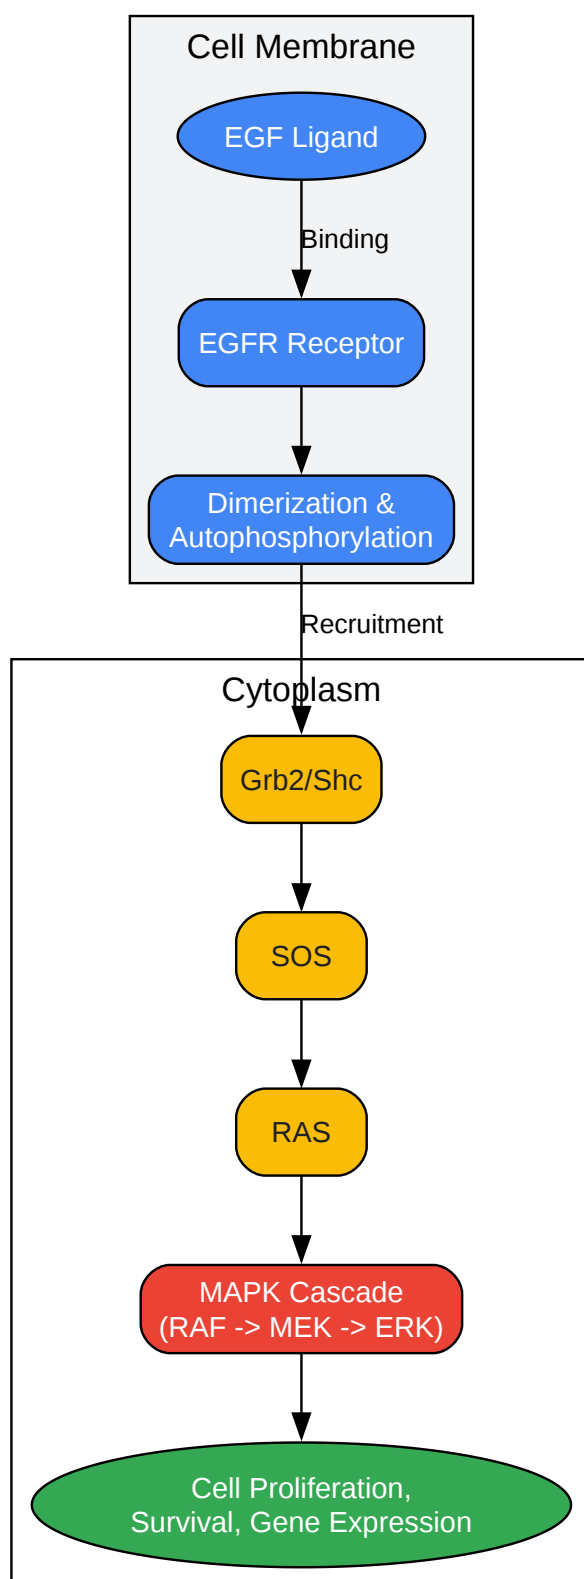 Cell Membrane
EGF Ligand
Binding
EGFR Receptor
Dimerization &
Autophosphorylation
Recruitment
Cytoplasm
Grb2/Shc
SOS
RAS
MAPK Cascade
(RAF -> MEK -> ERK)
Cell Proliferation,
Survival, Gene Expression